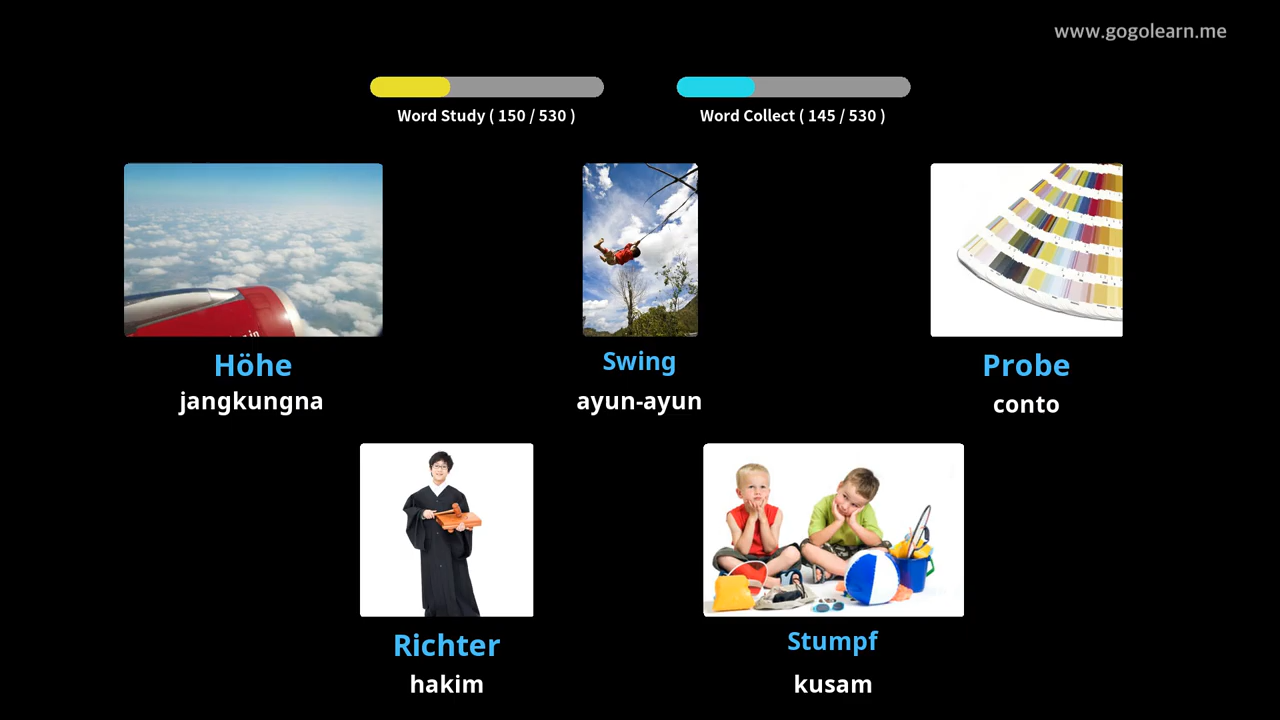 www.gogolearn.me
Word Study ( 150 / 530 )
Word Collect ( 145 / 530 )
Höhe
jangkungna
Swing
ayun-ayun
Probe
conto
Richter
hakim
Stumpf
kusam